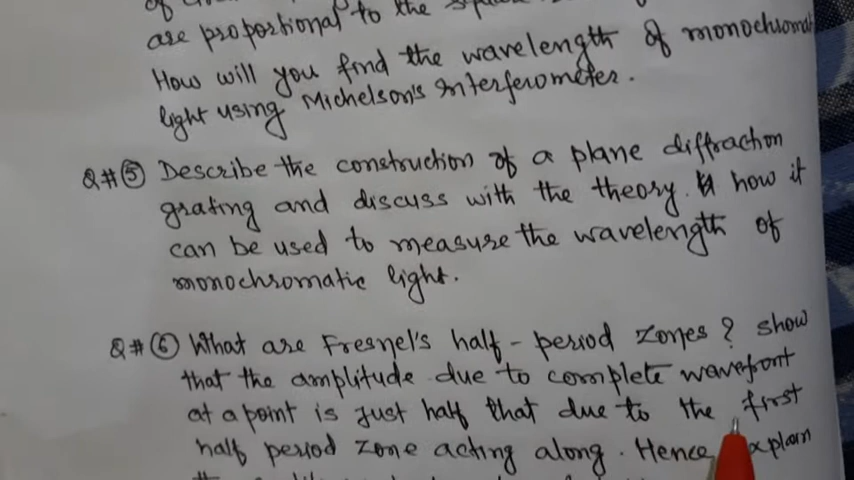 are proportional to the
How will you find the wavelength of monochromat
light using Michelson's Interferometer.
Q#⑤ Describe the construction of a plane diffraction
grating and discuss with the theory. how it
can be used to measure the wavelength of
monochromatic light.
Q#⑥ What are Fresnel's half-period zones? show
that the amplitude due to complete wavefront
at a point is just half that due to the first
half period zone acting along. Hence xplain